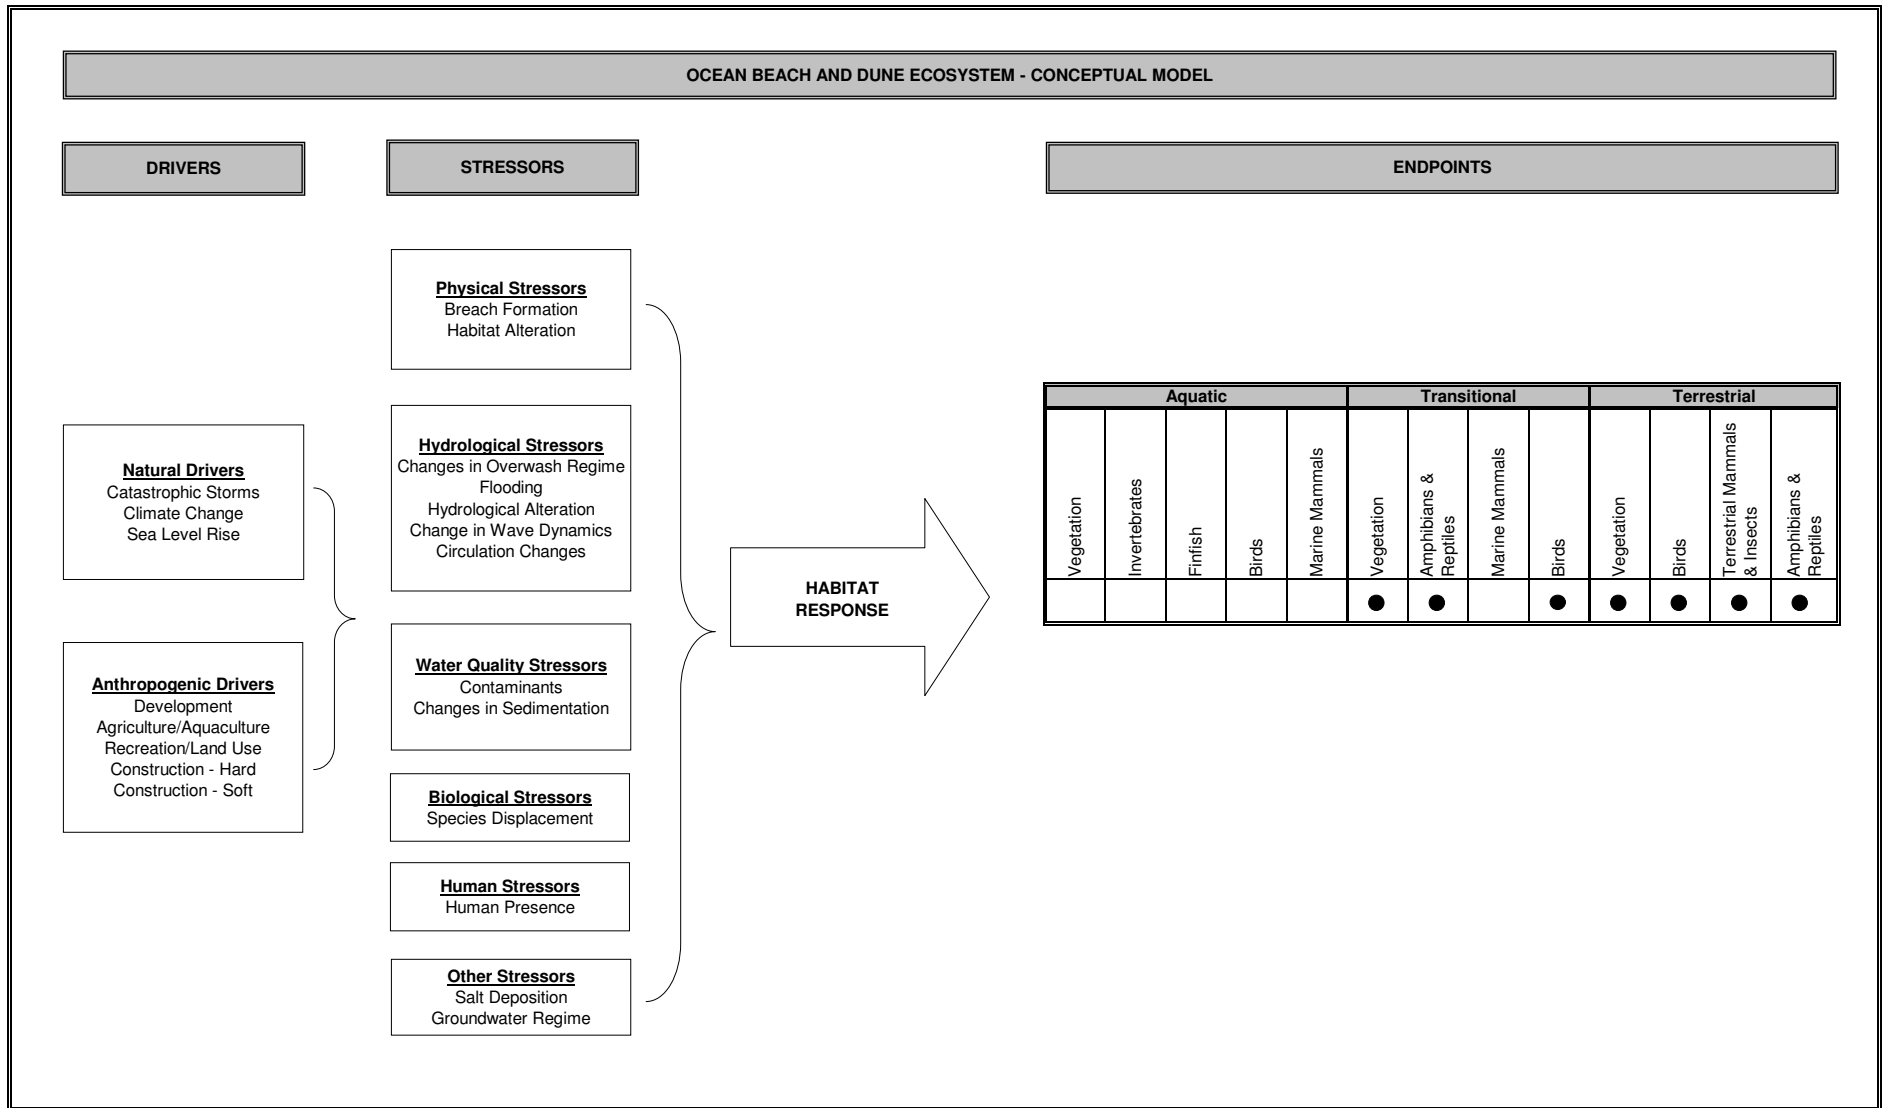 OCEAN BEACH AND DUNE ECOSYSTEM - CONCEPTUAL MODEL
DRIVERS
STRESSORS
ENDPOINTS
Natural Drivers
Catastrophic Storms
Climate Change
Sea Level Rise
Anthropogenic Drivers
Development
Agriculture/Aquaculture
Recreation/Land Use
Construction - Hard
Construction - Soft
Physical Stressors
Breach Formation
Habitat Alteration
Hydrological Stressors
Changes in Overwash Regime
Flooding
Hydrological Alteration
Change in Wave Dynamics
Circulation Changes
Water Quality Stressors
Contaminants
Changes in Sedimentation
Biological Stressors
Species Displacement
Human Stressors
Human Presence
Other Stressors
Salt Deposition
Groundwater Regime
HABITAT
RESPONSE
Aquatic
Transitional
Terrestrial
Vegetation
Invertebrates
Finfish
Birds
Marine Mammals
Vegetation
Amphibians &
Reptiles
Marine Mammals
Birds
Vegetation
Birds
Terrestrial Mammals
& Insects
Amphibians &
Reptiles